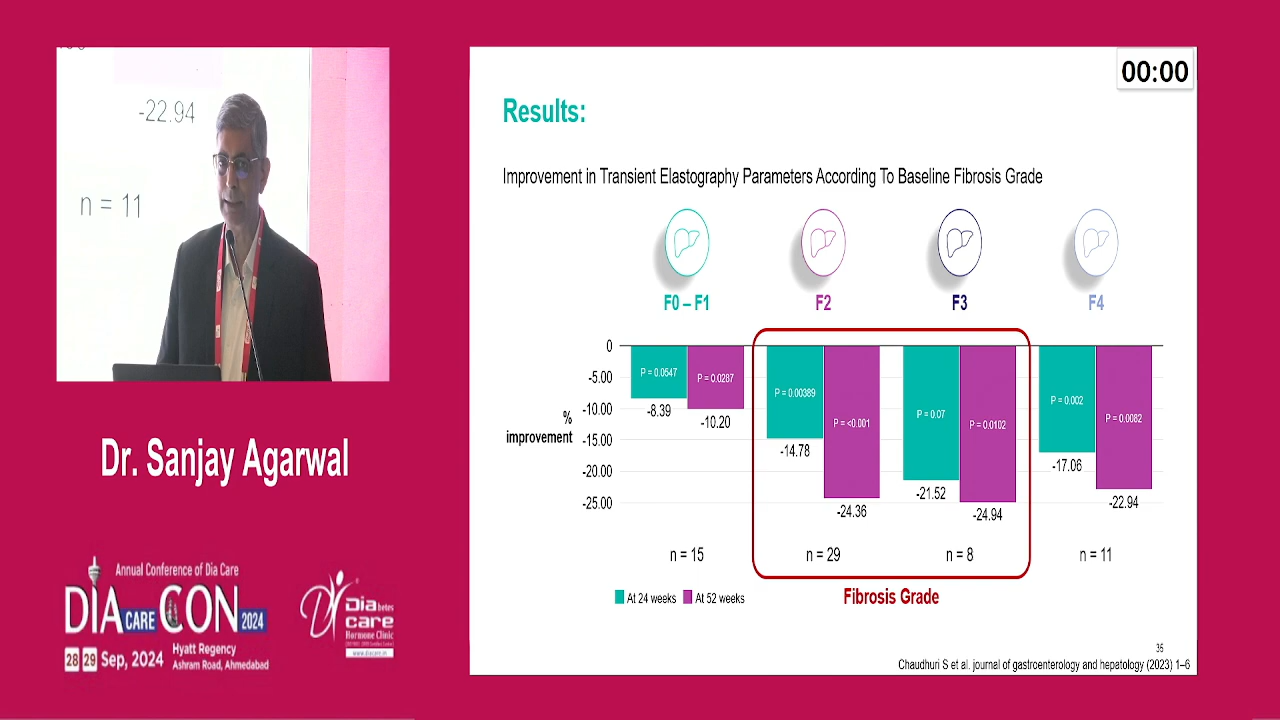 -22.94
n = 11
Dr. Sanjay Agarwal
Annual Conference of Dia Care
DIA CARE CON 2024
28 29 Sep, 2024
Hyatt Regency
Ashram Road, Ahmedabad
Diabetes
care
Hormone Clinic
www.diacare.in
00:00
Results:
Improvement in Transient Elastography Parameters According To Baseline Fibrosis Grade
F0 – F1 F2 F3 F4
% improvement
0
-5.00
-10.00
-15.00
-20.00
-25.00
P = 0.0547 P = 0.0287 P = 0.00389 P = <0.001 P = 0.07 P = 0.0102 P = 0.002 P = 0.0082
-8.39 -10.20 -14.78 -24.36 -21.52 -24.94 -17.06 -22.94
n = 15 n = 29 n = 8 n = 11
At 24 weeks At 52 weeks
Fibrosis Grade
35
Chaudhuri S et al. journal of gastroenterology and hepatology (2023) 1–6